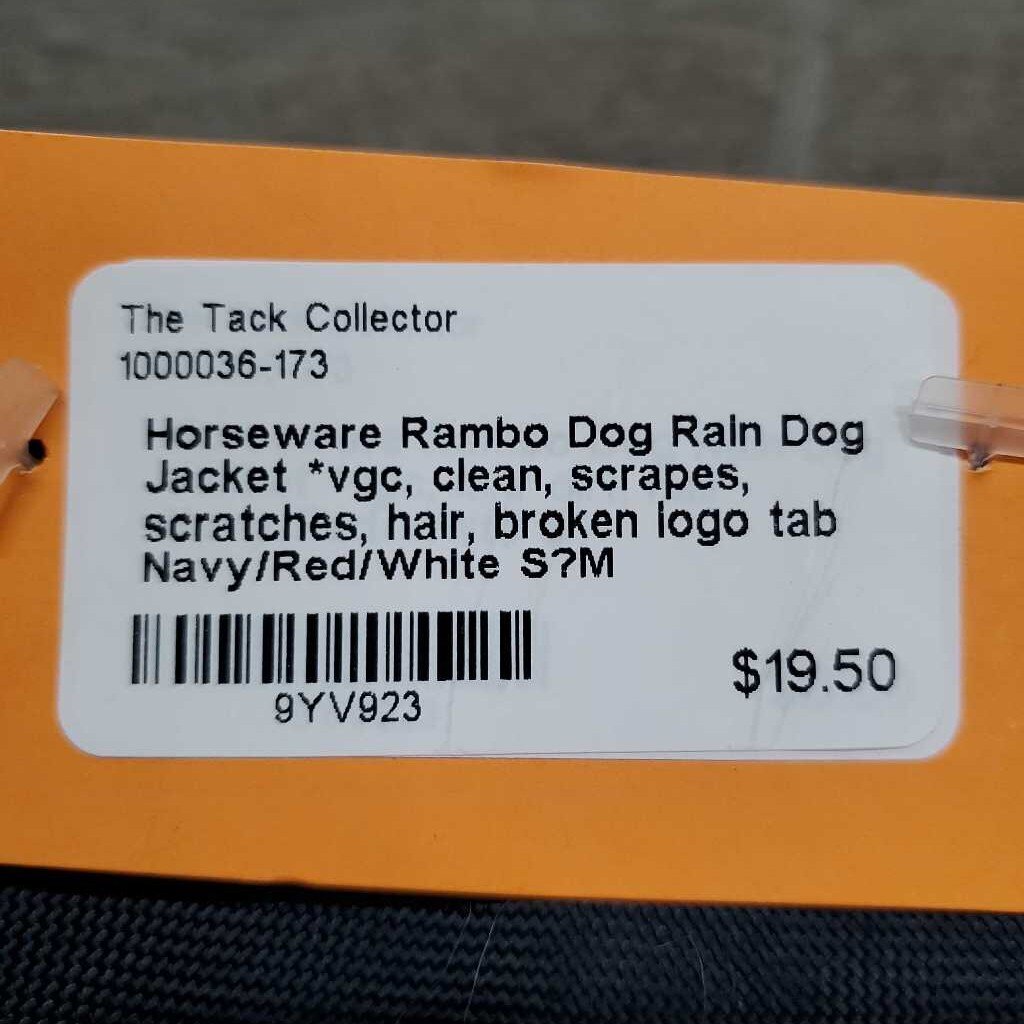 The Tack Collector
1000036-173
Horseware Rambo Dog Rain Dog
Jacket *vgc, clean, scrapes,
scratches, hair, broken logo tab
Navy/Red/White S?M
9YV923
$19.50